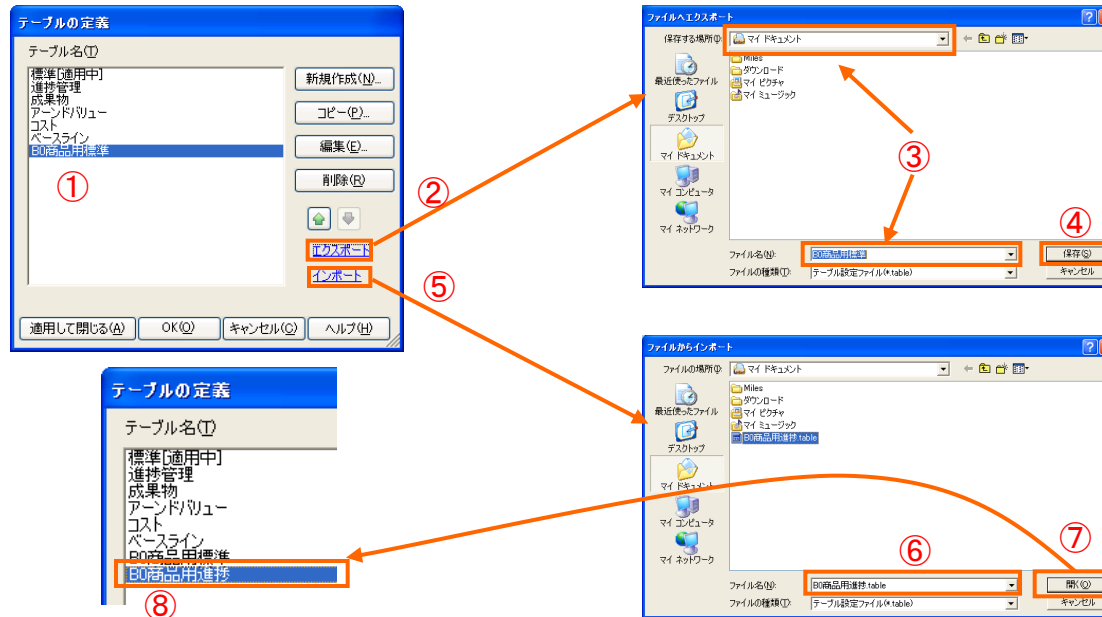 テーブルの定義
テーブル名(T)
標準[適用中]
進捗管理
成果物
アーンドバリュー
コスト
ベースライン
B0商品用標準
①
新規作成(N)...
コピー(P)...
編集(E)...
削除(R)
エクスポート
インポート
適用して閉じる(A)
OK(O)
キャンセル(C)
ヘルプ(H)
②
⑤
ファイルへエクスポート
保存する場所(I):
マイ ドキュメント
最近使ったファイル
デスクトップ
マイ ドキュメント
マイ コンピュータ
マイ ネットワーク
Miles
ダウンロード
マイ ピクチャ
マイ ミュージック
③
④
ファイル名(N):
B0商品用標準
保存(S)
ファイルの種類(T):
テーブル設定ファイル(*.table)
キャンセル
ファイルからインポート
ファイルの場所(I):
マイ ドキュメント
最近使ったファイル
デスクトップ
マイ ドキュメント
マイ コンピュータ
マイ ネットワーク
Miles
ダウンロード
マイ ピクチャ
マイ ミュージック
B0商品用進捗.table
⑥
⑦
ファイル名(N):
B0商品用進捗.table
開く(O)
ファイルの種類(T):
テーブル設定ファイル(*.table)
キャンセル
テーブルの定義
テーブル名(T)
標準[適用中]
進捗管理
成果物
アーンドバリュー
コスト
ベースライン
B0商品用標準
B0商品用進捗
⑧